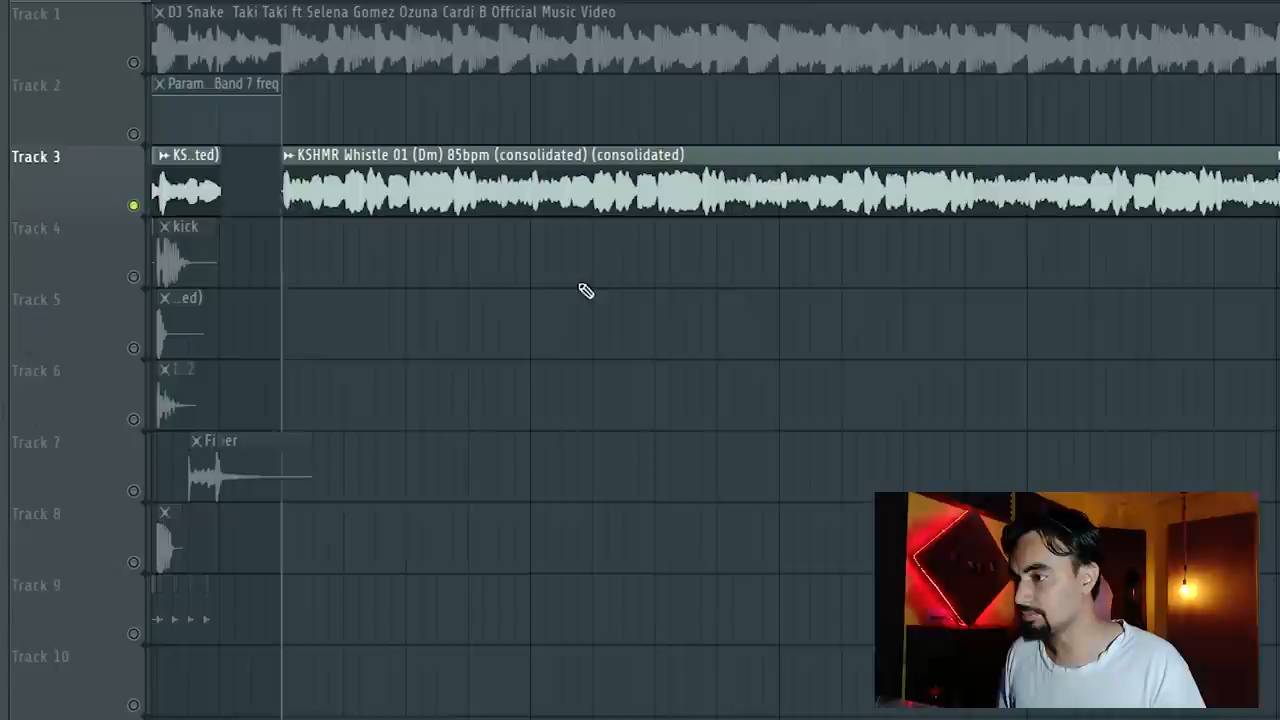 Track 1
DJ Snake Taki Taki ft Selena Gomez Ozuna Cardi B Official Music Video
Track 2
Param...Band 7 freq
Track 3
KS..ted)
KSHMR Whistle 01 (Dm) 85bpm (consolidated) (consolidated)
Track 4
kick
Track 5
..ed)
Track 6
Track 7
Track 8
Track 9
Track 10